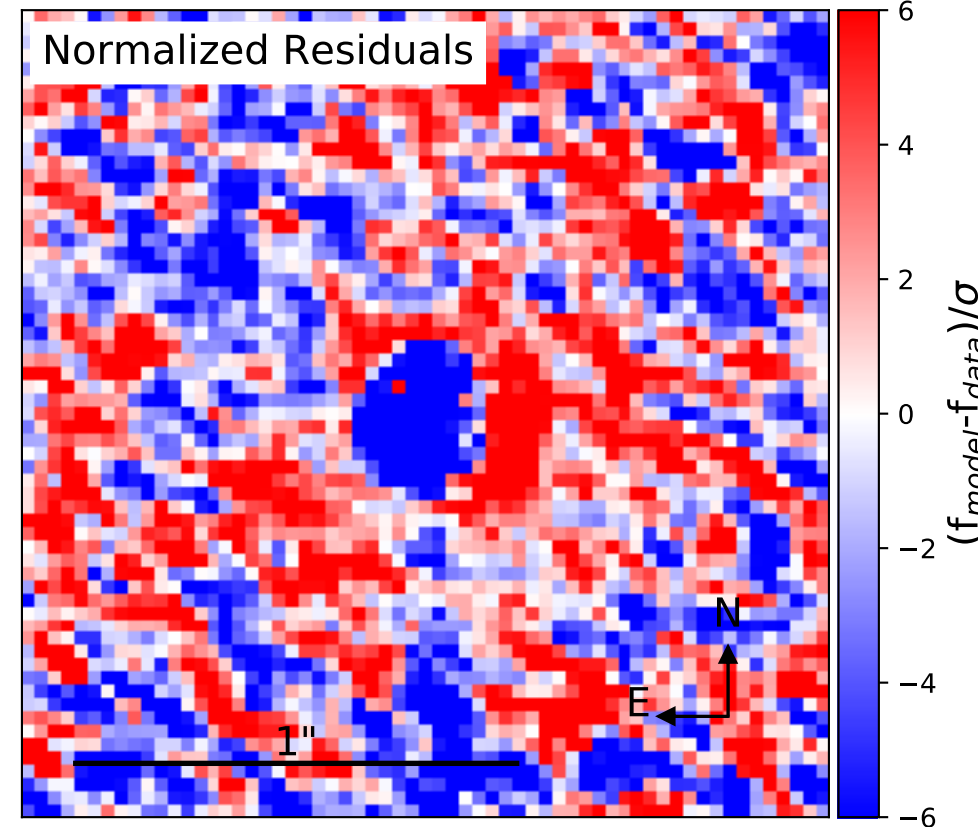 Normalized Residuals
6
4
2
0
−2
−4
−6
(f_model-f_data)/σ
N
E
1"